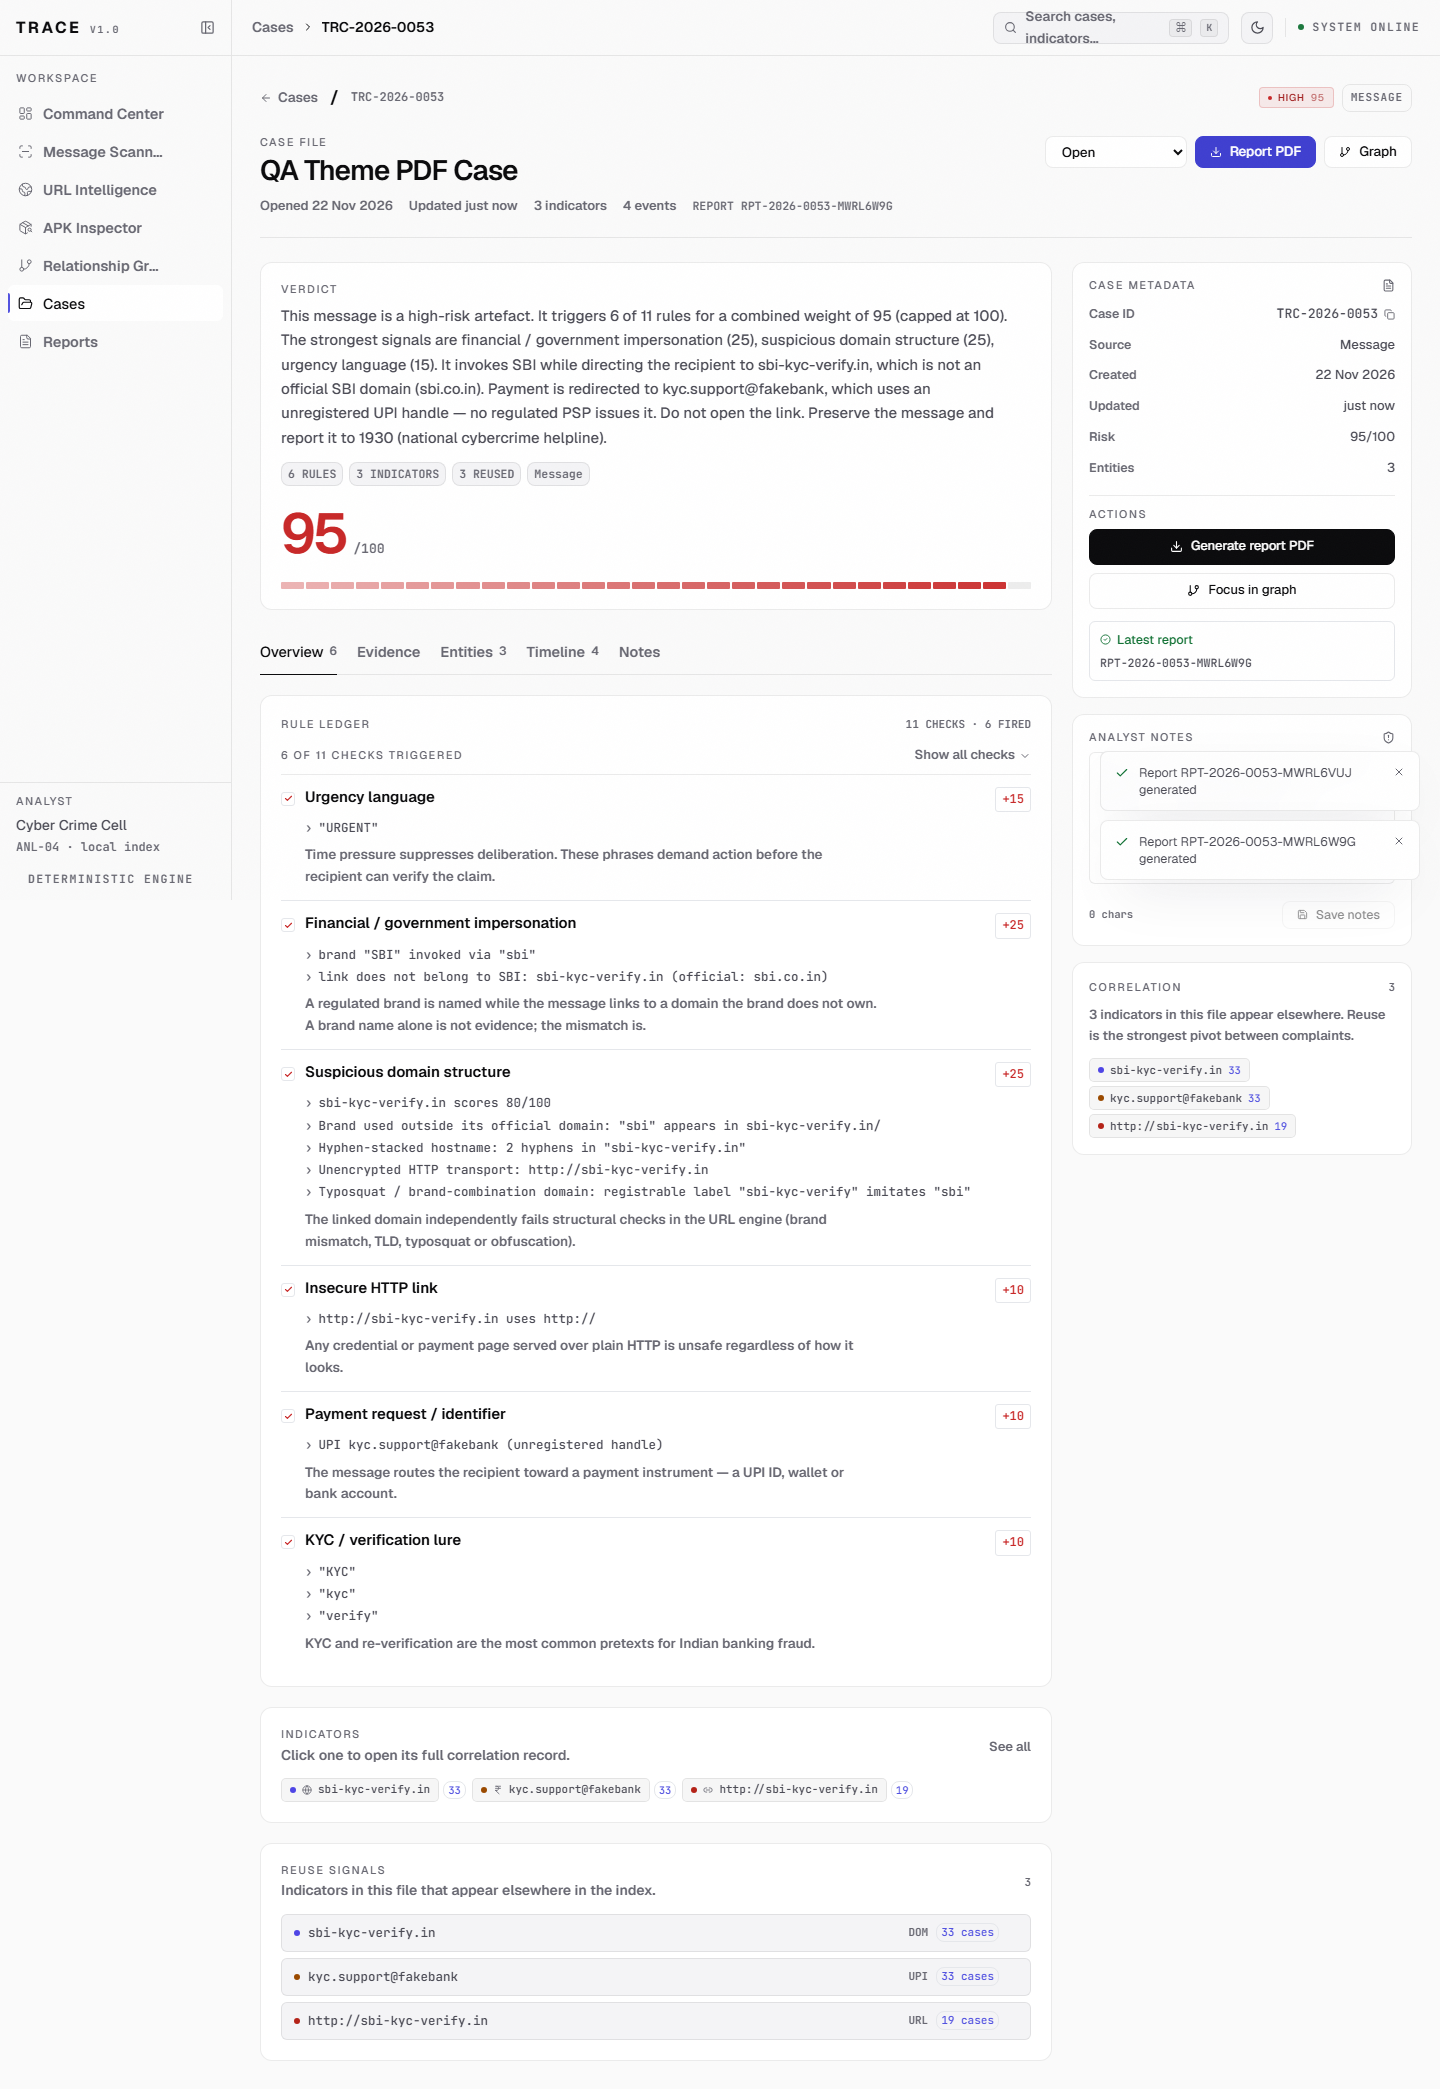 TRACE V1.0
WORKSPACE
Command Center
Message Scann...
URL Intelligence
APK Inspector
Relationship Gr...
Cases
Reports
ANALYST
Cyber Crime Cell
ANL-04 · local index
DETERMINISTIC ENGINE
Cases > TRC-2026-0053
Search cases, indicators...
⌘ K
SYSTEM ONLINE
← Cases / TRC-2026-0053
HIGH 95
MESSAGE
CASE FILE
QA Theme PDF Case
Open
Report PDF
Graph
Opened 22 Nov 2026 Updated just now 3 indicators 4 events REPORT RPT-2026-0053-MWRL6W9G
VERDICT
This message is a high-risk artefact. It triggers 6 of 11 rules for a combined weight of 95 (capped at 100).
The strongest signals are financial / government impersonation (25), suspicious domain structure (25),
urgency language (15). It invokes SBI while directing the recipient to sbi-kyc-verify.in, which is not an
official SBI domain (sbi.co.in). Payment is redirected to kyc.support@fakebank, which uses an
unregistered UPI handle — no regulated PSP issues it. Do not open the link. Preserve the message and
report it to 1930 (national cybercrime helpline).
6 RULES 3 INDICATORS 3 REUSED Message
95 /100
Overview 6 Evidence Entities 3 Timeline 4 Notes
RULE LEDGER
11 CHECKS · 6 FIRED
6 OF 11 CHECKS TRIGGERED
Show all checks
Urgency language +15
› "URGENT"
Time pressure suppresses deliberation. These phrases demand action before the
recipient can verify the claim.
Financial / government impersonation +25
› brand "SBI" invoked via "sbi"
› link does not belong to SBI: sbi-kyc-verify.in (official: sbi.co.in)
A regulated brand is named while the message links to a domain the brand does not own.
A brand name alone is not evidence; the mismatch is.
Suspicious domain structure +25
› sbi-kyc-verify.in scores 80/100
› Brand used outside its official domain: "sbi" appears in sbi-kyc-verify.in/
› Hyphen-stacked hostname: 2 hyphens in "sbi-kyc-verify.in"
› Unencrypted HTTP transport: http://sbi-kyc-verify.in
› Typosquat / brand-combination domain: registrable label "sbi-kyc-verify" imitates "sbi"
The linked domain independently fails structural checks in the URL engine (brand
mismatch, TLD, typosquat or obfuscation).
Insecure HTTP link +10
› http://sbi-kyc-verify.in uses http://
Any credential or payment page served over plain HTTP is unsafe regardless of how it
looks.
Payment request / identifier +10
› UPI kyc.support@fakebank (unregistered handle)
The message routes the recipient toward a payment instrument — a UPI ID, wallet or
bank account.
KYC / verification lure +10
› "KYC"
› "kyc"
› "verify"
KYC and re-verification are the most common pretexts for Indian banking fraud.
INDICATORS
Click one to open its full correlation record.
See all
sbi-kyc-verify.in 33 ₹ kyc.support@fakebank 33 http://sbi-kyc-verify.in 19
REUSE SIGNALS
Indicators in this file that appear elsewhere in the index.
3
sbi-kyc-verify.in DOM 33 cases
kyc.support@fakebank UPI 33 cases
http://sbi-kyc-verify.in URL 19 cases
CASE METADATA
Case ID TRC-2026-0053
Source Message
Created 22 Nov 2026
Updated just now
Risk 95/100
Entities 3
ACTIONS
Generate report PDF
Focus in graph
Latest report
RPT-2026-0053-MWRL6W9G
ANALYST NOTES
Report RPT-2026-0053-MWRL6VUJ
generated
Report RPT-2026-0053-MWRL6W9G
generated
0 chars
Save notes
CORRELATION 3
3 indicators in this file appear elsewhere. Reuse
is the strongest pivot between complaints.
sbi-kyc-verify.in 33
kyc.support@fakebank 33
http://sbi-kyc-verify.in 19